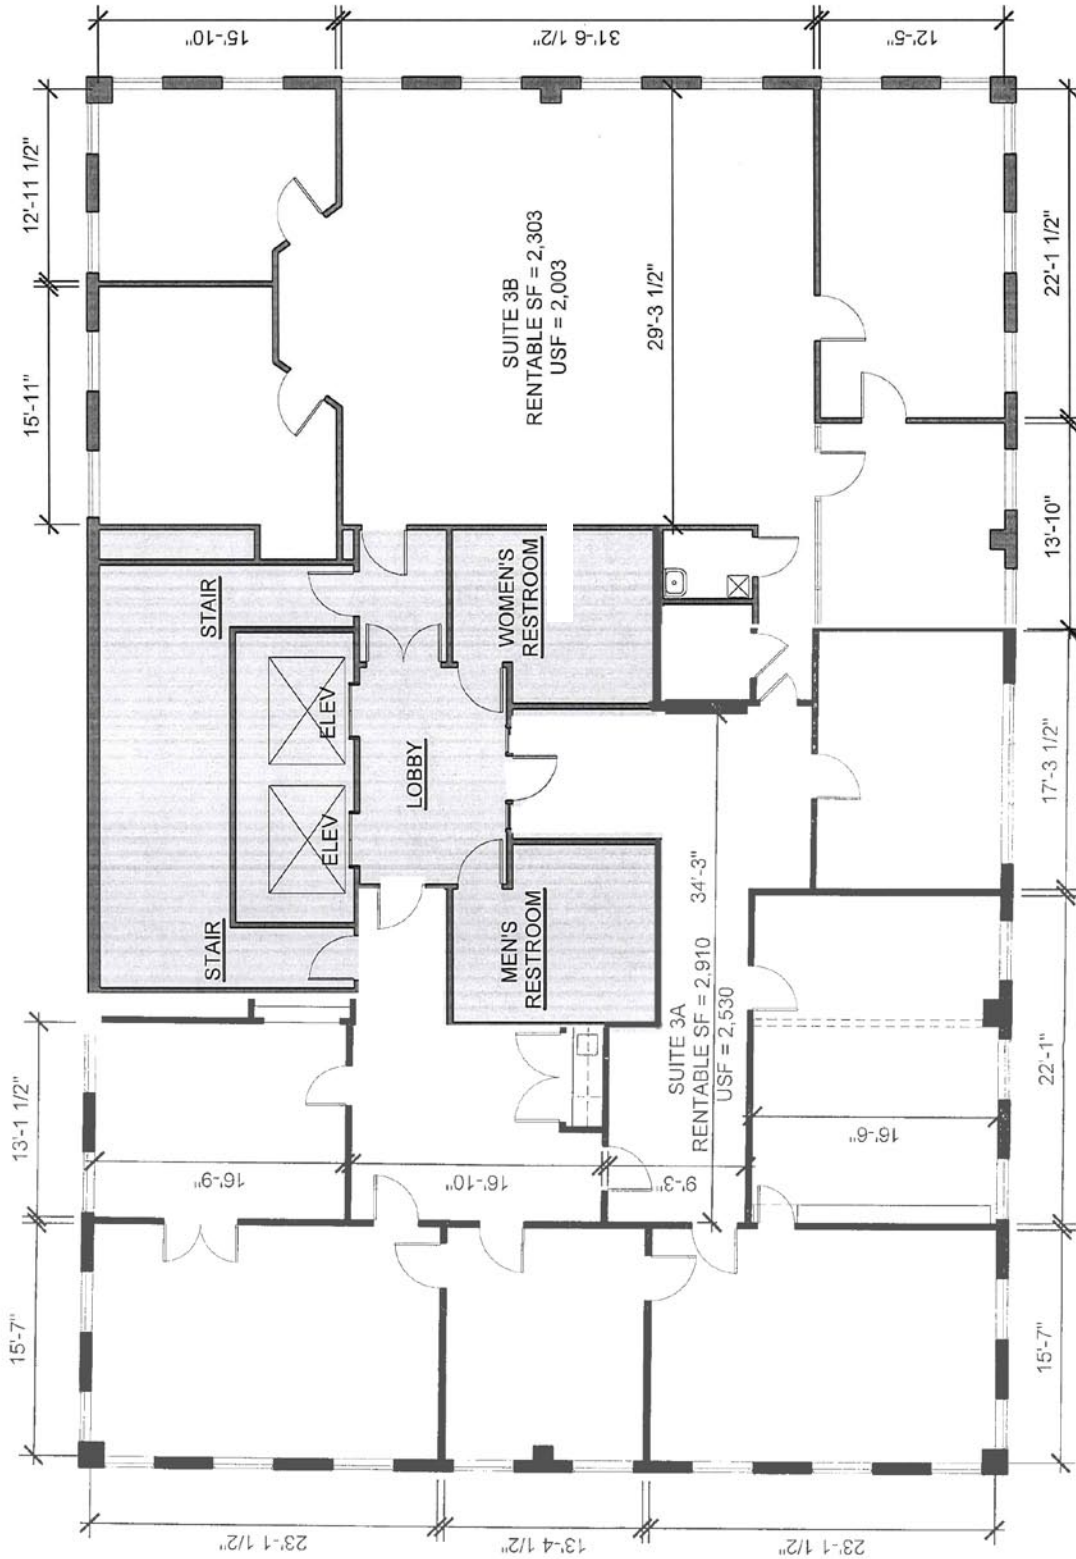 15'-10"
31'-6 1/2"
12'-5"
12'-11 1/2"
15'-11"
SUITE 3B
RENTABLE SF = 2,303
USF = 2,003
29'-3 1/2"
22'-1 1/2"
13'-10"
STAIR
WOMEN'S
RESTROOM
ELEV
ELEV
LOBBY
17'-3 1/2"
STAIR
MEN'S
RESTROOM
34'-3"
SUITE 3A
RENTABLE SF = 2,910
USF = 2,530
22'-1"
13'-1 1/2"
16'-9"
16'-10"
9'-3"
16'-6"
15'-7"
15'-7"
23'-1 1/2"
13'-4 1/2"
23'-1 1/2"